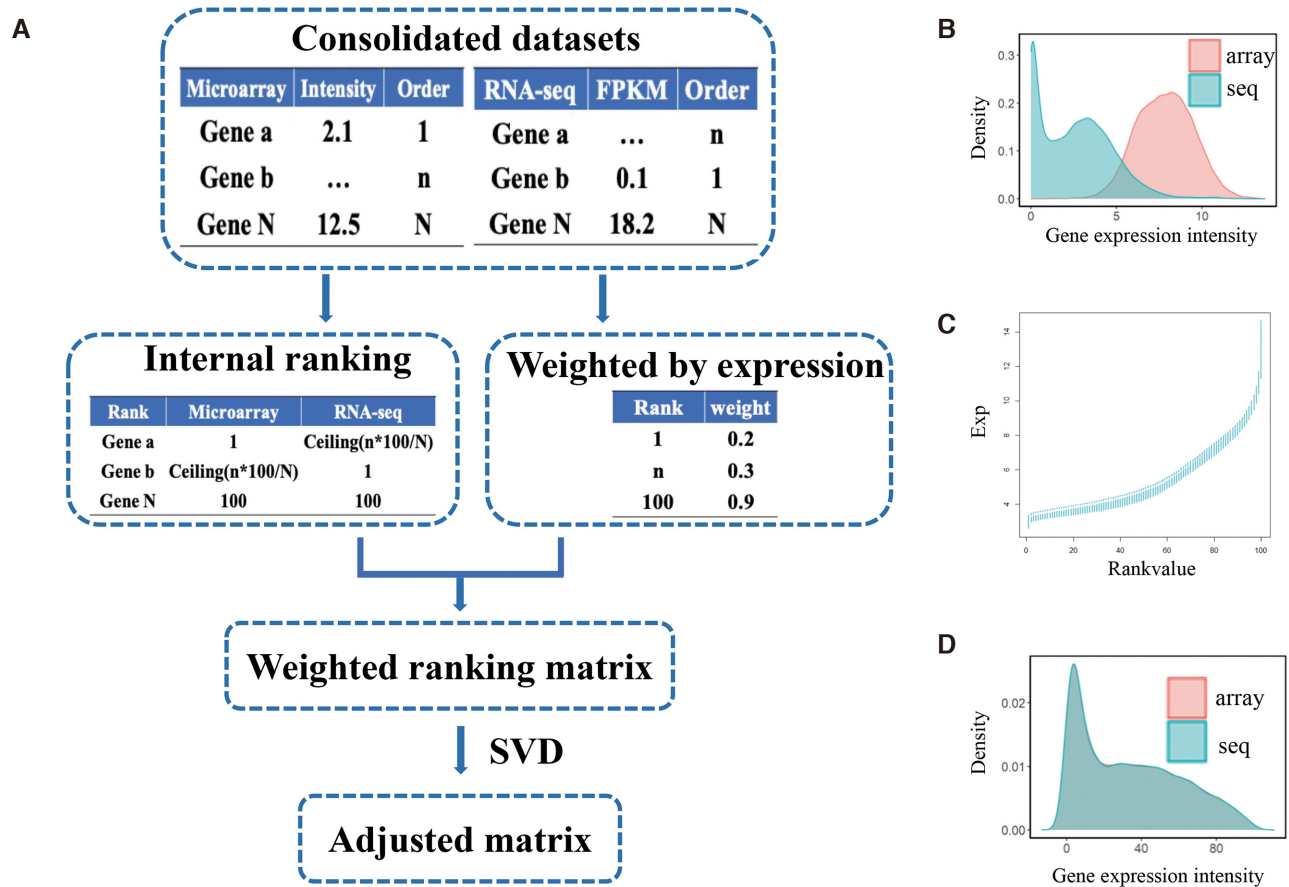 A
Consolidated datasets
Microarray Intensity Order
Gene a 2.1 1
Gene b ... n
Gene N 12.5 N
RNA-seq FPKM Order
Gene a ... n
Gene b 0.1 1
Gene N 18.2 N
Internal ranking
Rank Microarray RNA-seq
Gene a 1 Ceiling(n*100/N)
Gene b Ceiling(n*100/N) 1
Gene N 100 100
Weighted by expression
Rank weight
1 0.2
n 0.3
100 0.9
Weighted ranking matrix
SVD
Adjusted matrix
B
Density
0.3
0.2
0.1
0.0
array
seq
0 5 10
Gene expression intensity
C
Exp
14
12
10
8
6
4
0 20 40 60 80 100
Rankvalue
D
Density
0.02
0.01
0.00
array
seq
0 40 80
Gene expression intensity